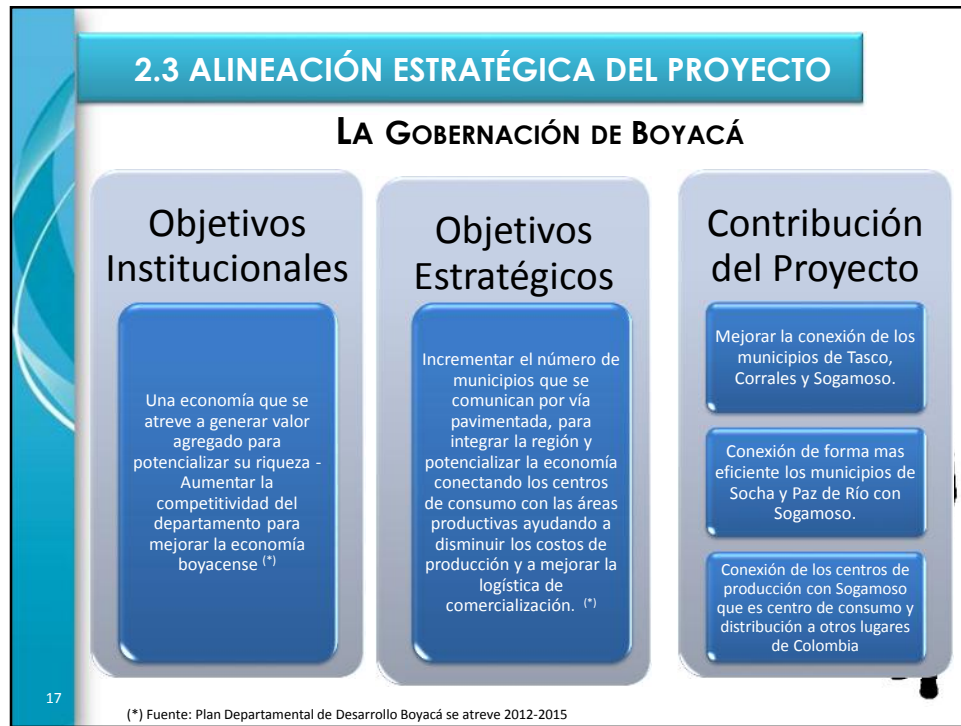 2.3 ALINEACIÓN ESTRATÉGICA DEL PROYECTO
LA GOBERNACIÓN DE BOYACÁ
Objetivos
Institucionales
Una economía que se
atreve a generar valor
agregado para
potencializar su riqueza -
Aumentar la
competitividad del
departamento para
mejorar la economía
boyacense (*)
Objetivos
Estratégicos
Incrementar el número de
municipios que se
comunican por vía
pavimentada, para
integrar la región y
potencializar la economía
conectando los centros
de consumo con las áreas
productivas ayudando a
disminuir los costos de
producción y a mejorar la
logística de
comercialización. (*)
Contribución
del Proyecto
Mejorar la conexión de los
municipios de Tasco,
Corrales y Sogamoso.
Conexión de forma mas
eficiente los municipios de
Socha y Paz de Río con
Sogamoso.
Conexión de los centros de
producción con Sogamoso
que es centro de consumo y
distribución a otros lugares
de Colombia
17
(*) Fuente: Plan Departamental de Desarrollo Boyacá se atreve 2012-2015